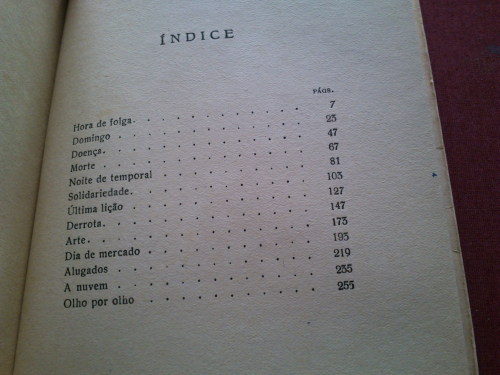 ÍNDICE
PÁGS.
Hora de folga. . . . . . . . . . . 7
Domingo . . . . . . . . . . . 23
Doença. . . . . . . . . . . . 47
Morte . . . . . . . . . . . . 67
Noite de temporal . . . . . . . . . 81
Solidariedade. . . . . . . . . . . 103
Última lição . . . . . . . . . . . 127
Derrota. . . . . . . . . . . . 147
Arte. . . . . . . . . . . . . 173
Dia de mercado . . . . . . . . . . 193
Alugados . . . . . . . . . . . 219
A nuvem . . . . . . . . . . . 235
Olho por olho . . . . . . . . . . 255